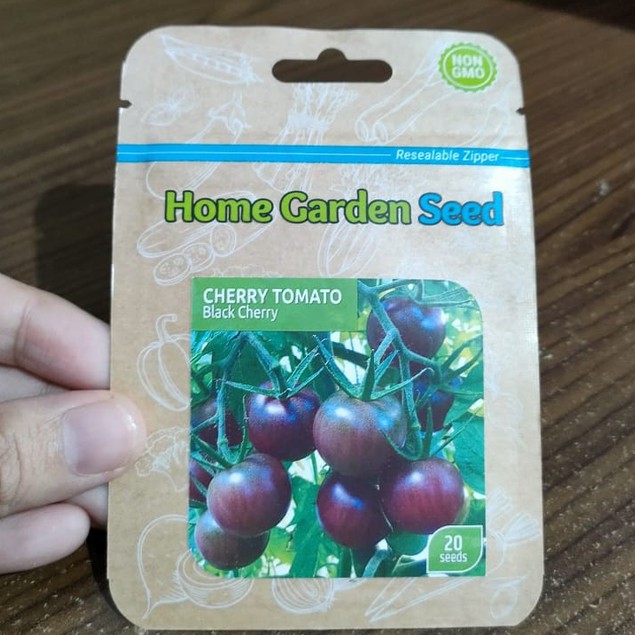 NON
GMO
Resealable Zipper
Home Garden Seed
CHERRY TOMATO
Black Cherry
20
seeds